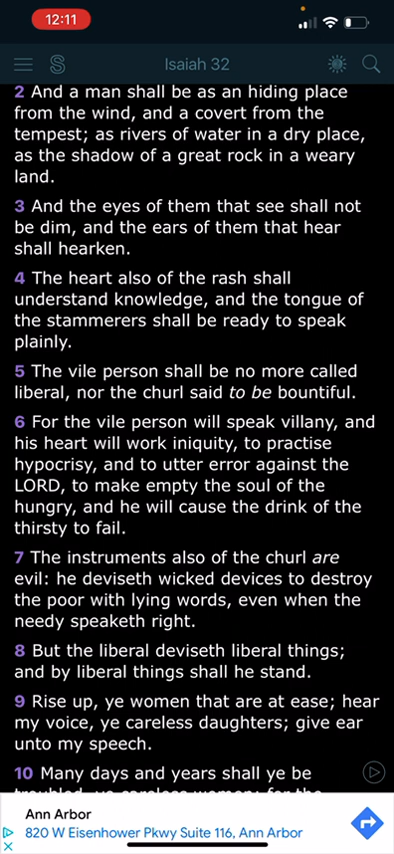 12:11
Isaiah 32
2 And a man shall be as an hiding place
from the wind, and a covert from the
tempest; as rivers of water in a dry place,
as the shadow of a great rock in a weary
land.
3 And the eyes of them that see shall not
be dim, and the ears of them that hear
shall hearken.
4 The heart also of the rash shall
understand knowledge, and the tongue of
the stammerers shall be ready to speak
plainly.
5 The vile person shall be no more called
liberal, nor the churl said to be bountiful.
6 For the vile person will speak villany, and
his heart will work iniquity, to practise
hypocrisy, and to utter error against the
LORD, to make empty the soul of the
hungry, and he will cause the drink of the
thirsty to fail.
7 The instruments also of the churl are
evil: he deviseth wicked devices to destroy
the poor with lying words, even when the
needy speaketh right.
8 But the liberal deviseth liberal things;
and by liberal things shall he stand.
9 Rise up, ye women that are at ease; hear
my voice, ye careless daughters; give ear
unto my speech.
10 Many days and years shall ye be
troubled, ye careless women: for the
Ann Arbor
820 W Eisenhower Pkwy Suite 116, Ann Arbor